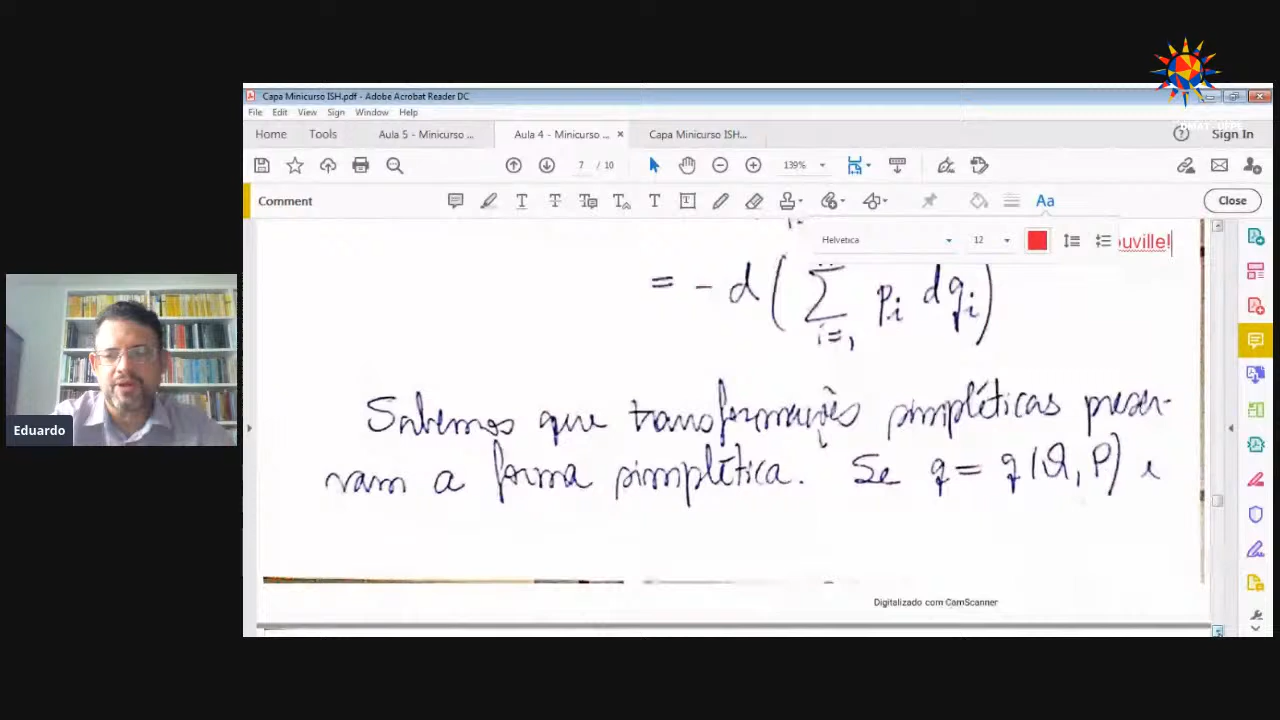 Capa Minicurso ISH.pdf - Adobe Acrobat Reader DC
File Edit View Sign Window Help
Home Tools Aula 5 - Minicurso ... Aula 4 - Minicurso ... × Capa Minicurso ISH... Sign In
7 / 10 139%
Comment Aa Close
Helvetica 12 ouville!
= - d ( ∑ i=1 pi dqi )
Sabemos que transformações simpléticas preser-
vam a forma simplética. Se q = q(Q, P) e
Digitalizado com CamScanner
Eduardo